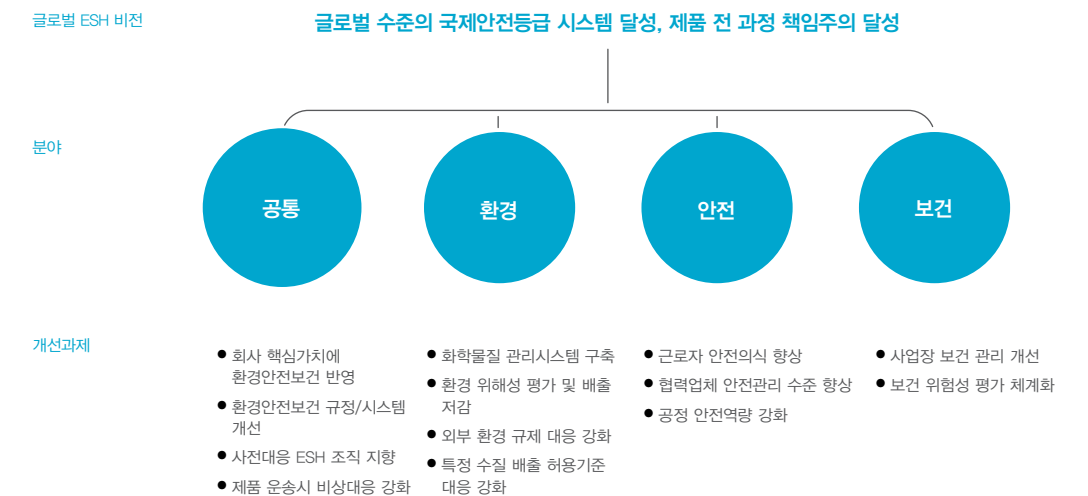 글로벌 ESH 비전
글로벌 수준의 국제안전등급 시스템 달성, 제품 전 과정 책임주의 달성
분야
공통
환경
안전
보건
개선과제
● 회사 핵심가치에
환경안전보건 반영
● 환경안전보건 규정/시스템
개선
● 사전대응 ESH 조직 지향
● 제품 운송시 비상대응 강화
● 화학물질 관리시스템 구축
● 환경 위해성 평가 및 배출
저감
● 외부 환경 규제 대응 강화
● 특정 수질 배출 허용기준
대응 강화
● 근로자 안전의식 향상
● 협력업체 안전관리 수준 향상
● 공정 안전역량 강화
● 사업장 보건 관리 개선
● 보건 위험성 평가 체계화